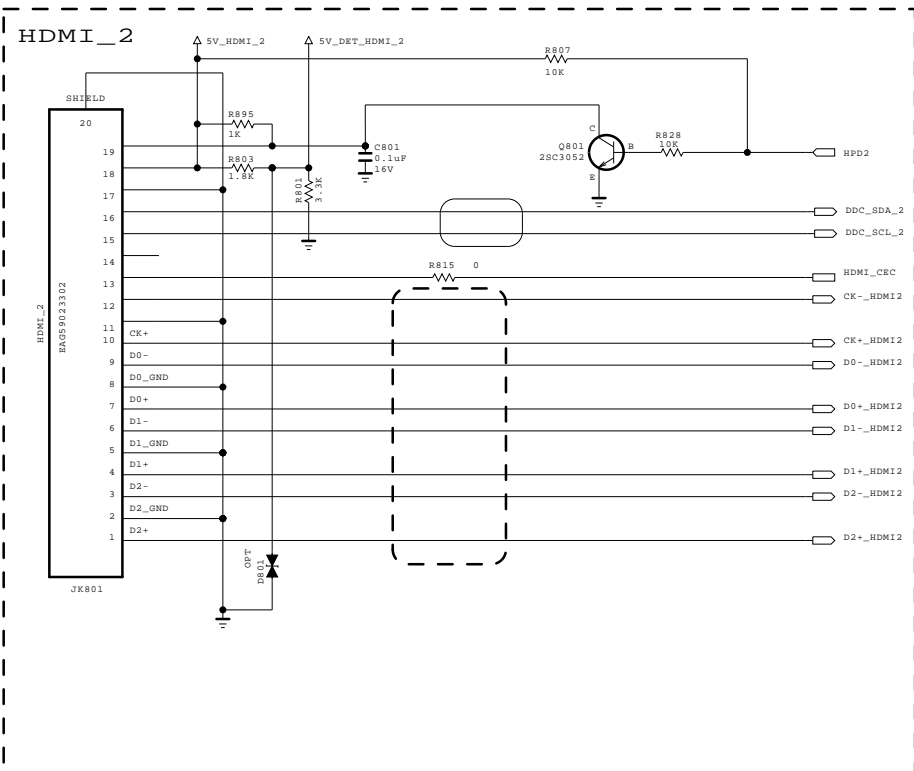 HDMI_2
5V_HDMI_2
5V_DET_HDMI_2
R807
10K
SHIELD
20
R895
1K
C801
0.1uF
16V
Q801
2SC3052
C
B
E
R828
10K
HPD2
19
R803
1.8K
R801
3.3K
18
17
16
DDC_SDA_2
15
DDC_SCL_2
14
R815 0
13
HDMI_CEC
12
CK-_HDMI2
11
10
CK+
CK+_HDMI2
9
D0-
D0-_HDMI2
8
D0_GND
7
D0+
D0+_HDMI2
6
D1-
D1-_HDMI2
5
D1_GND
4
D1+
D1+_HDMI2
3
D2-
D2-_HDMI2
2
D2_GND
1
D2+
D2+_HDMI2
HDMI_2
EAG59023302
OPT
D801
JK801